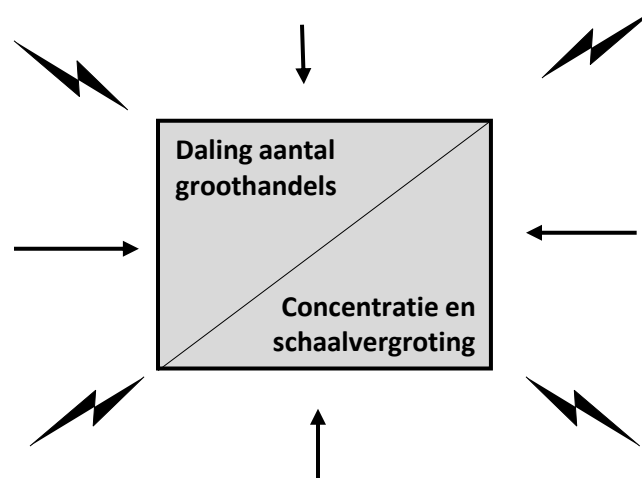 Daling aantal
groothandels
Concentratie en
schaalvergroting